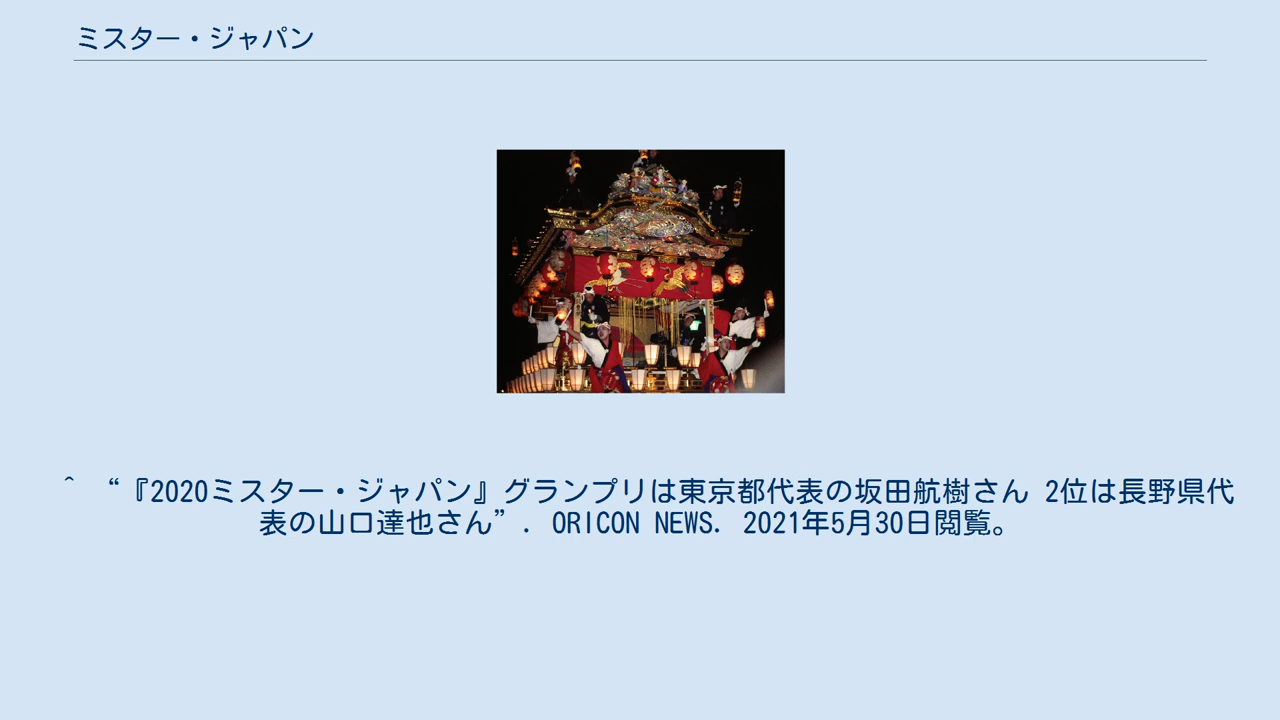 ミスター・ジャパン
^ “『2020ミスター・ジャパン』グランプリは東京都代表の坂田航樹さん 2位は長野県代
表の山口達也さん”. ORICON NEWS. 2021年5月30日閲覧。